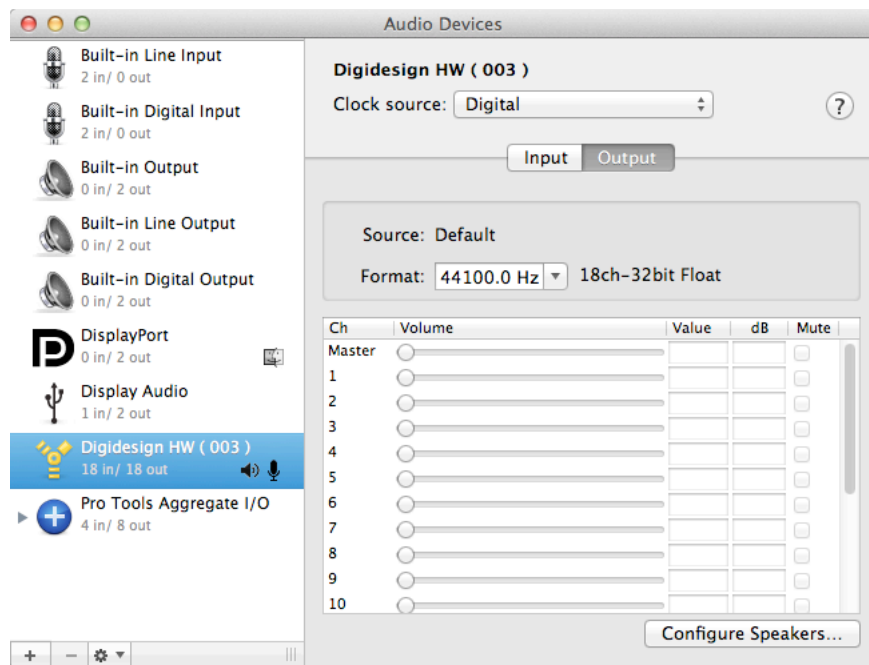 Audio Devices
Built-in Line Input
2 in/ 0 out
Built-in Digital Input
2 in/ 0 out
Built-in Output
0 in/ 2 out
Built-in Line Output
0 in/ 2 out
Built-in Digital Output
0 in/ 2 out
DisplayPort
0 in/ 2 out
Display Audio
1 in/ 2 out
Digidesign HW ( 003 )
18 in/ 18 out
Pro Tools Aggregate I/O
4 in/ 8 out
Digidesign HW ( 003 )
Clock source: Digital
?
Input Output
Source: Default
Format: 44100.0 Hz 18ch-32bit Float
Ch Volume Value dB Mute
Master
1
2
3
4
5
6
7
8
9
10
Configure Speakers...